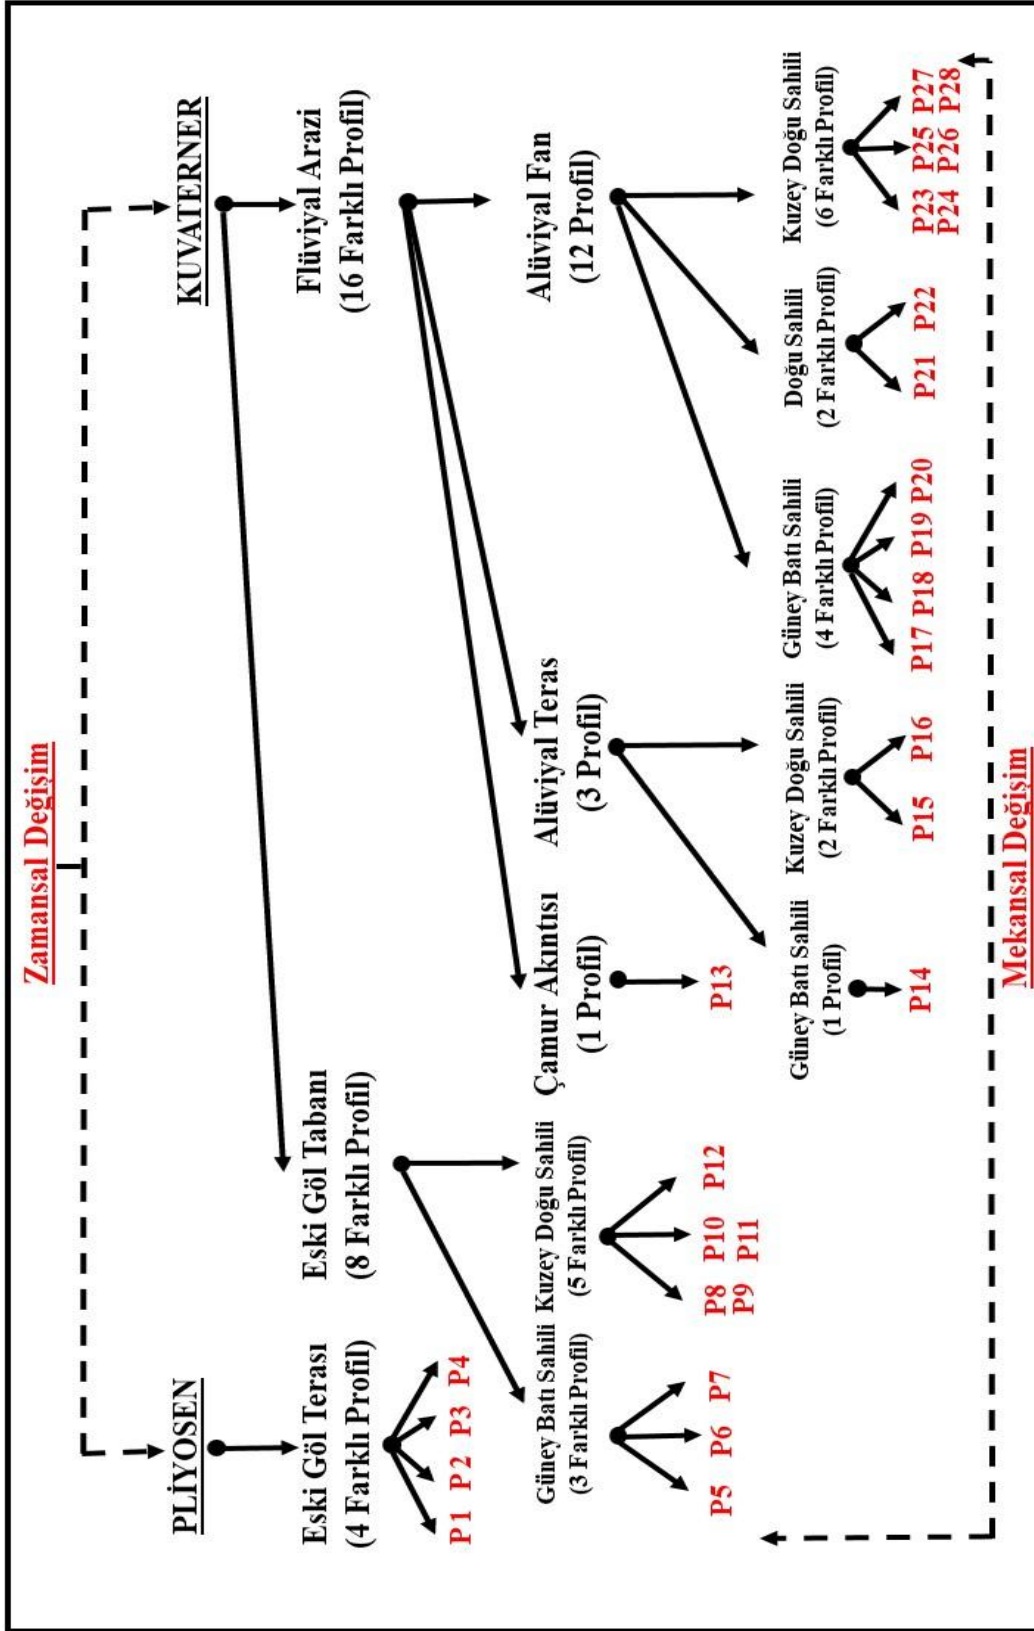 Zamansal Değişim
PLİYOSEN
KUVATERNER
Eski Göl Terası
(4 Farklı Profil)
P1 P2 P3 P4
Eski Göl Tabanı
(8 Farklı Profil)
Flüviyal Arazi
(16 Farklı Profil)
Güney Batı Sahili
(3 Farklı Profil)
P5 P6 P7
Kuzey Doğu Sahili
(5 Farklı Profil)
P8 P10 P12
P9 P11
Çamur Akıntısı
(1 Profil)
P13
Alüviyal Teras
(3 Profil)
Alüviyal Fan
(12 Profil)
Güney Batı Sahili
(1 Profil)
P14
Kuzey Doğu Sahili
(2 Farklı Profil)
P15 P16
Güney Batı Sahili
(4 Farklı Profil)
P17 P18 P19 P20
Doğu Sahili
(2 Farklı Profil)
P21 P22
Kuzey Doğu Sahili
(6 Farklı Profil)
P23 P25 P27
P24 P26 P28
Mekansal Değişim